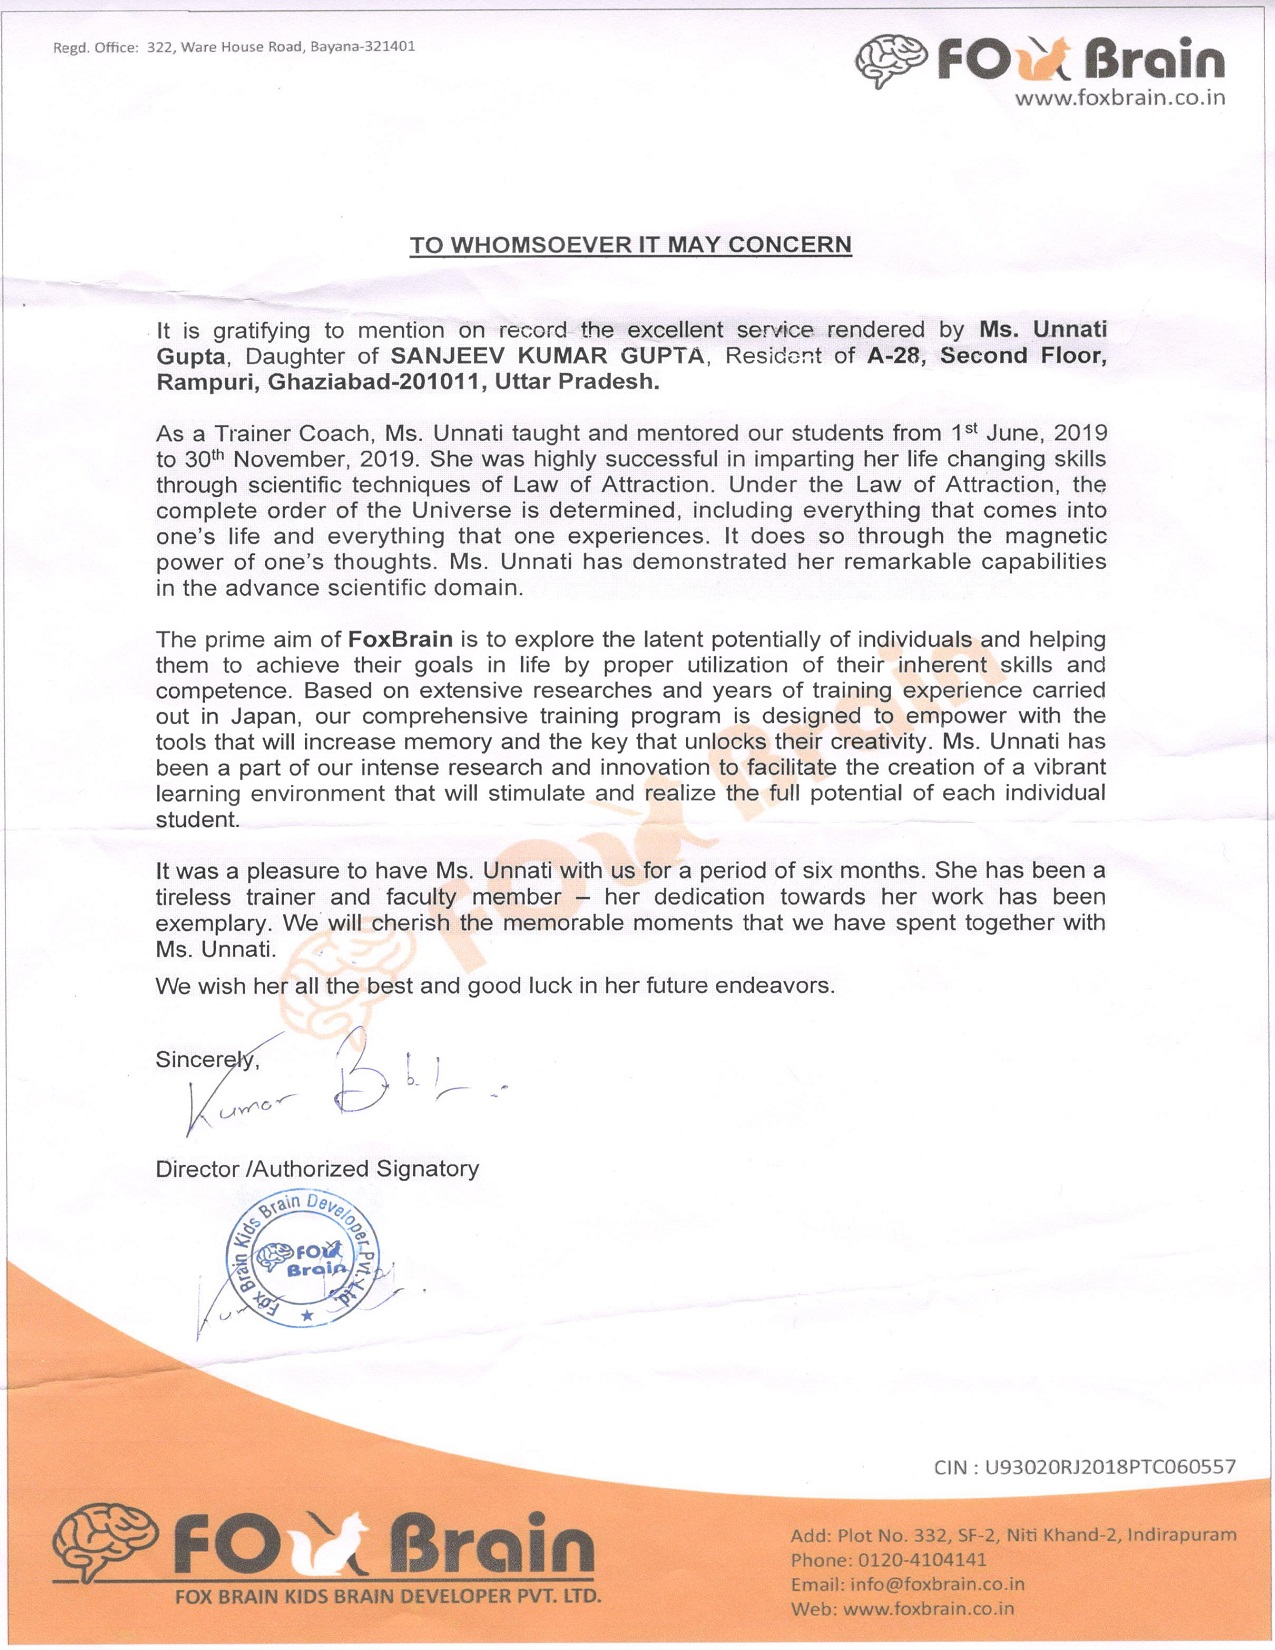 Regd. Office: 322, Ware House Road, Bayana-321401
FOX Brain
www.foxbrain.co.in
TO WHOMSOEVER IT MAY CONCERN
It is gratifying to mention on record the excellent service rendered by Ms. Unnati
Gupta, Daughter of SANJEEV KUMAR GUPTA, Resident of A-28, Second Floor,
Rampuri, Ghaziabad-201011, Uttar Pradesh.
As a Trainer Coach, Ms. Unnati taught and mentored our students from 1st June, 2019
to 30th November, 2019. She was highly successful in imparting her life changing skills
through scientific techniques of Law of Attraction. Under the Law of Attraction, the
complete order of the Universe is determined, including everything that comes into
one's life and everything that one experiences. It does so through the magnetic
power of one's thoughts. Ms. Unnati has demonstrated her remarkable capabilities
in the advance scientific domain.
The prime aim of FoxBrain is to explore the latent potentially of individuals and helping
them to achieve their goals in life by proper utilization of their inherent skills and
competence. Based on extensive researches and years of training experience carried
out in Japan, our comprehensive training program is designed to empower with the
tools that will increase memory and the key that unlocks their creativity. Ms. Unnati has
been a part of our intense research and innovation to facilitate the creation of a vibrant
learning environment that will stimulate and realize the full potential of each individual
student.
FOX Brain
It was a pleasure to have Ms. Unnati with us for a period of six months. She has been a
tireless trainer and faculty member – her dedication towards her work has been
exemplary. We will cherish the memorable moments that we have spent together with
Ms. Unnati.
We wish her all the best and good luck in her future endeavors.
Sincerely,
Kumar
Director /Authorized Signatory
Fox Brain Kids Brain Developer Pvt. Ltd.
FOX
Brain
CIN : U93020RJ2018PTC060557
FOX Brain
FOX BRAIN KIDS BRAIN DEVELOPER PVT. LTD.
Add: Plot No. 332, SF-2, Niti Khand-2, Indirapuram
Phone: 0120-4104141
Email: info@foxbrain.co.in
Web: www.foxbrain.co.in